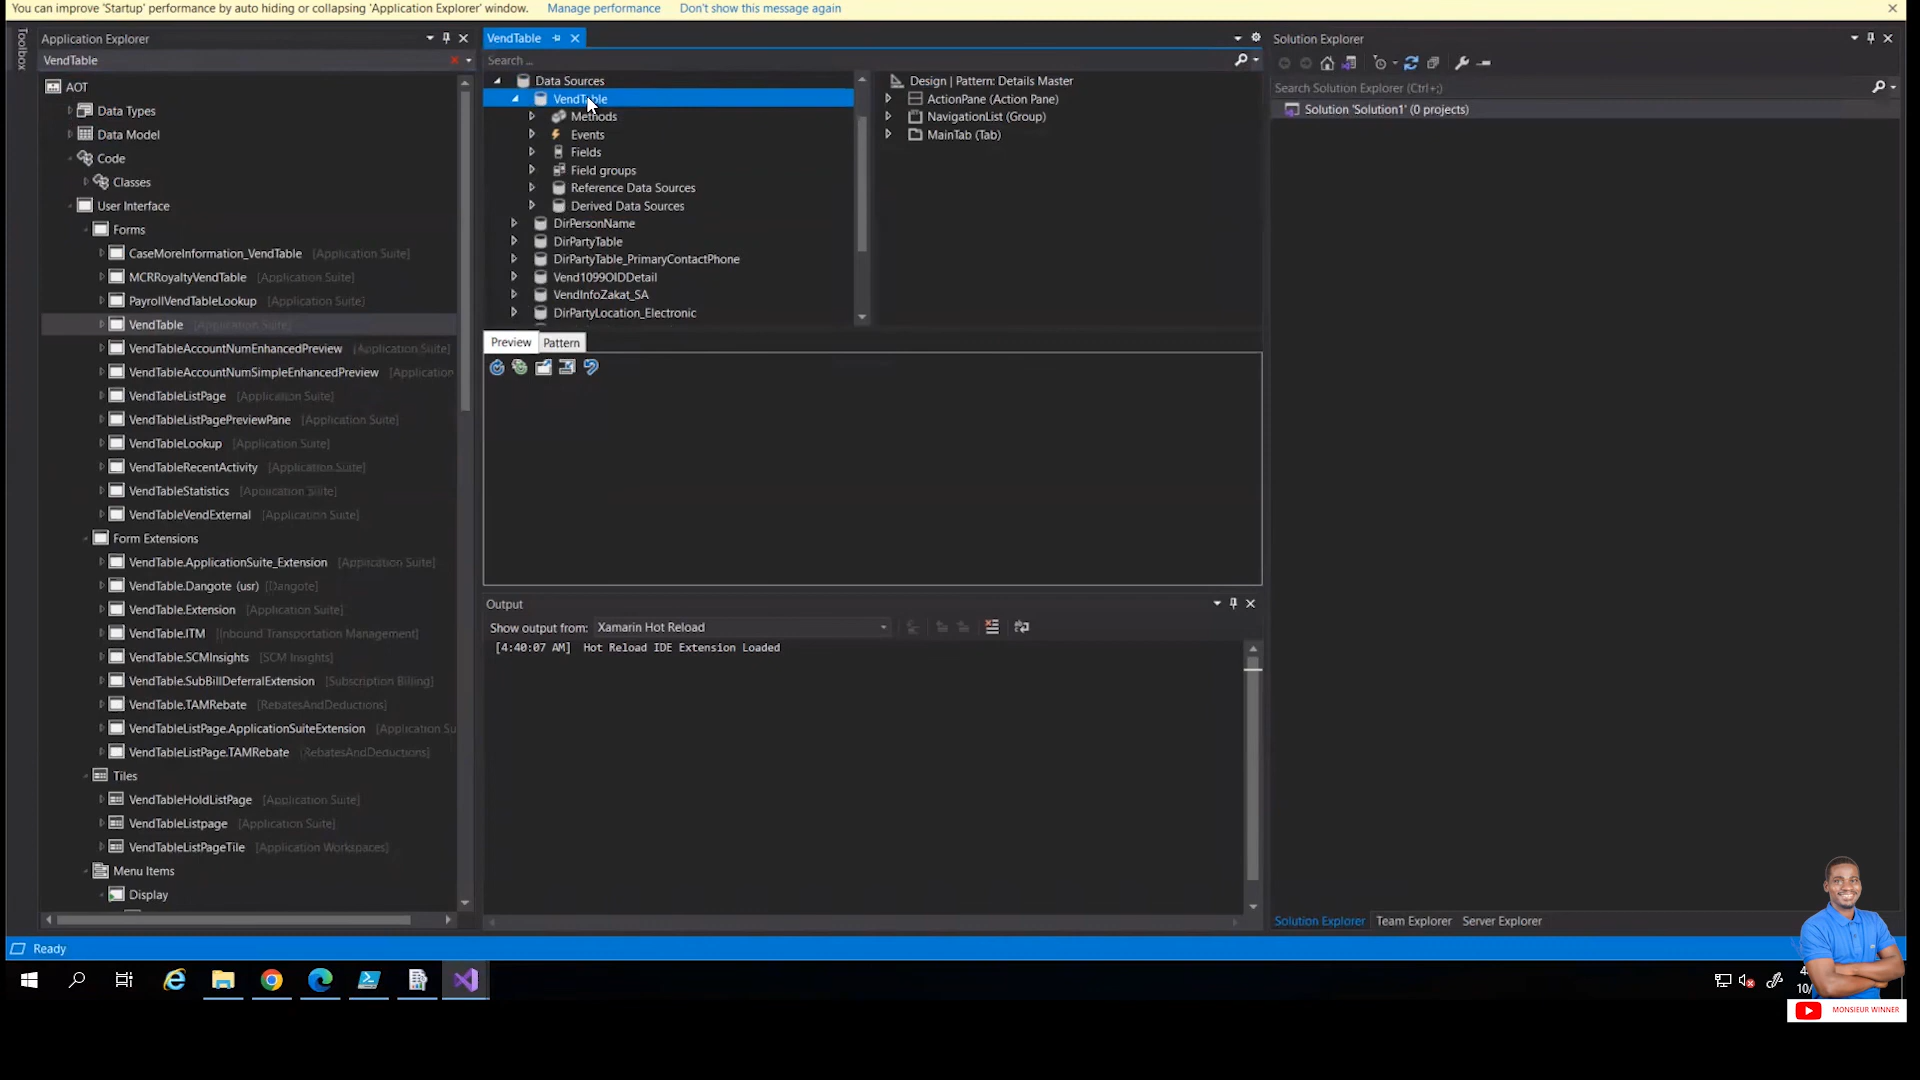 You can improve 'Startup' performance by auto hiding or collapsing 'Application Explorer' window. Manage performance Don't show this message again
Toolbox
Application Explorer
VendTable
AOT
Data Types
Data Model
Code
Classes
User Interface
Forms
CaseMoreInformation_VendTable [Application Suite]
MCRRoyaltyVendTable [Application Suite]
PayrollVendTableLookup [Application Suite]
VendTable [Application Suite]
VendTableAccountNumEnhancedPreview [Application Suite]
VendTableAccountNumSimpleEnhancedPreview [Application
VendTableListPage [Application Suite]
VendTableListPagePreviewPane [Application Suite]
VendTableLookup [Application Suite]
VendTableRecentActivity [Application Suite]
VendTableStatistics [Application Suite]
VendTableVendExternal [Application Suite]
Form Extensions
VendTable.ApplicationSuite_Extension [Application Suite]
VendTable.Dangote (usr) [Dangote]
VendTable.Extension [Application Suite]
VendTable.ITM [Inbound Transportation Management]
VendTable.SCMInsights [SCM Insights]
VendTable.SubBillDeferralExtension [Subscription Billing]
VendTable.TAMRebate [RebatesAndDeductions]
VendTableListPage.ApplicationSuiteExtension [Application Su
VendTableListPage.TAMRebate [RebatesAndDeductions]
Tiles
VendTableHoldListPage [Application Suite]
VendTableListpage [Application Suite]
VendTableListPageTile [Application Workspaces]
Menu Items
Display
VendTable
Search ...
Data Sources
VendTable
Methods
Events
Fields
Field groups
Reference Data Sources
Derived Data Sources
DirPersonName
DirPartyTable
DirPartyTable_PrimaryContactPhone
Vend1099OIDDetail
VendInfoZakat_SA
DirPartyLocation_Electronic
Design | Pattern: Details Master
ActionPane (Action Pane)
NavigationList (Group)
MainTab (Tab)
Preview Pattern
Output
Show output from: Xamarin Hot Reload
[4:40:07 AM] Hot Reload IDE Extension Loaded
Solution Explorer
Search Solution Explorer (Ctrl+;)
Solution 'Solution1' (0 projects)
Solution Explorer Team Explorer Server Explorer
Ready
4
10/
MONSIEUR WINNER